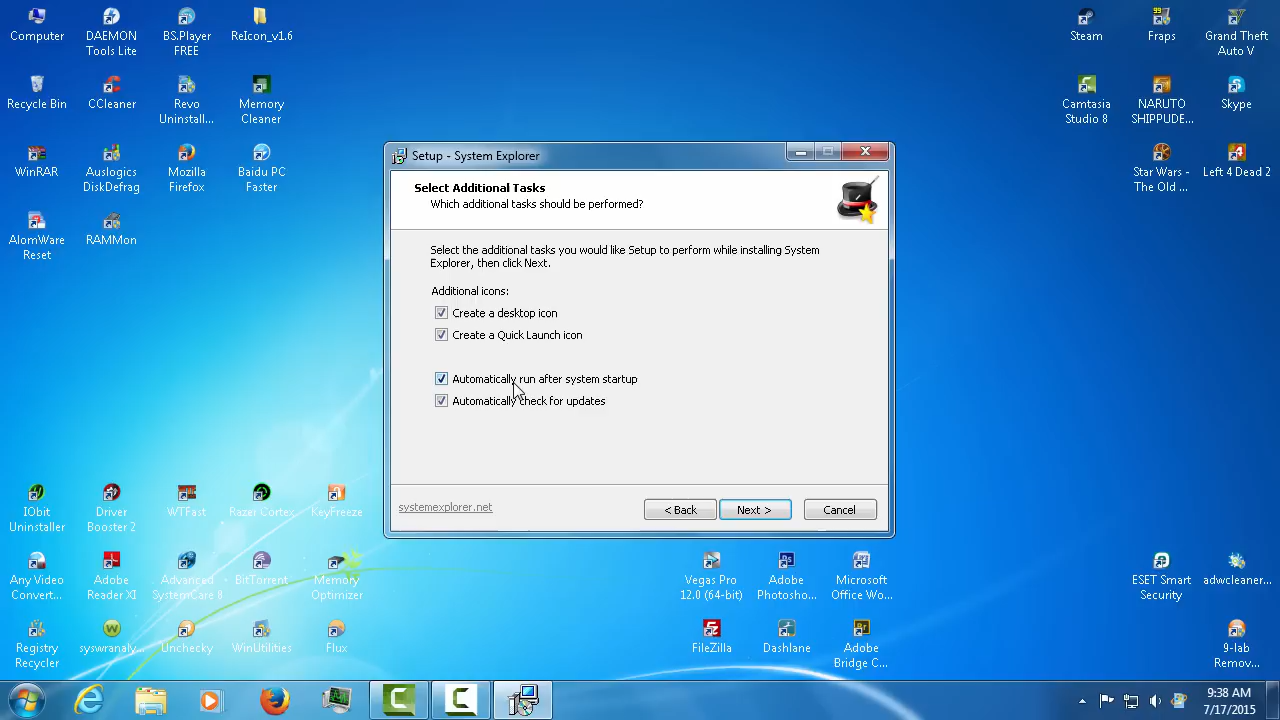 Computer
DAEMON
Tools Lite
BS.Player
FREE
ReIcon_v1.6
Steam
99
Fraps
Grand Theft
Auto V
Recycle Bin
CCleaner
Revo
Uninstall...
Memory
Cleaner
Camtasia
Studio 8
NARUTO
SHIPPUDE...
Skype
WinRAR
Auslogics
DiskDefrag
Mozilla
Firefox
Baidu PC
Faster
Star Wars -
The Old ...
Left 4 Dead 2
AlomWare
Reset
RAMMon
Setup - System Explorer
Select Additional Tasks
Which additional tasks should be performed?
Select the additional tasks you would like Setup to perform while installing System
Explorer, then click Next.
Additional icons:
Create a desktop icon
Create a Quick Launch icon
Automatically run after system startup
Automatically check for updates
systemexplorer.net
< Back
Next >
Cancel
IObit
Uninstaller
Driver
Booster 2
WTFast
Razer Cortex
KeyFreeze
Any Video
Convert...
Adobe
Reader XI
Advanced
SystemCare 8
BitTorrent
Memory
Optimizer
Vegas Pro
12.0 (64-bit)
Adobe
Photosho...
Microsoft
Office Wo...
ESET Smart
Security
adwcleaner...
Registry
Recycler
syswranaly...
Unchecky
WinUtilities
Flux
FileZilla
Dashlane
Adobe
Bridge C...
9-lab
Remov...
9:38 AM
7/17/2015